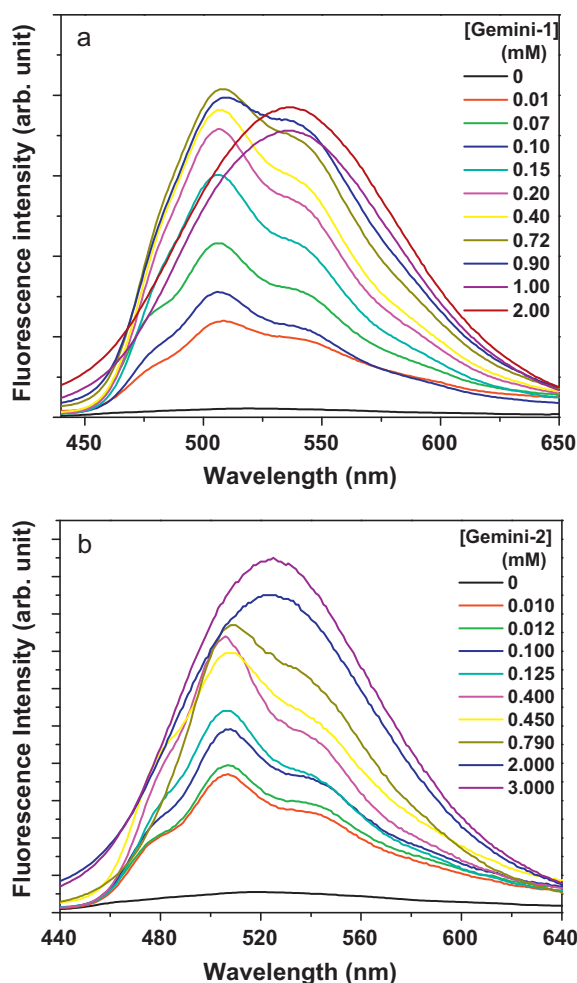 a
[Gemini-1]
(mM)
0
0.01
0.07
0.10
0.15
0.20
0.40
0.72
0.90
1.00
2.00
Fluorescence intensity (arb. unit)
450 500 550 600 650
Wavelength (nm)
b
[Gemini-2]
(mM)
0
0.010
0.012
0.100
0.125
0.400
0.450
0.790
2.000
3.000
Fluorescence Intensity (arb. unit)
440 480 520 560 600 640
Wavelength (nm)